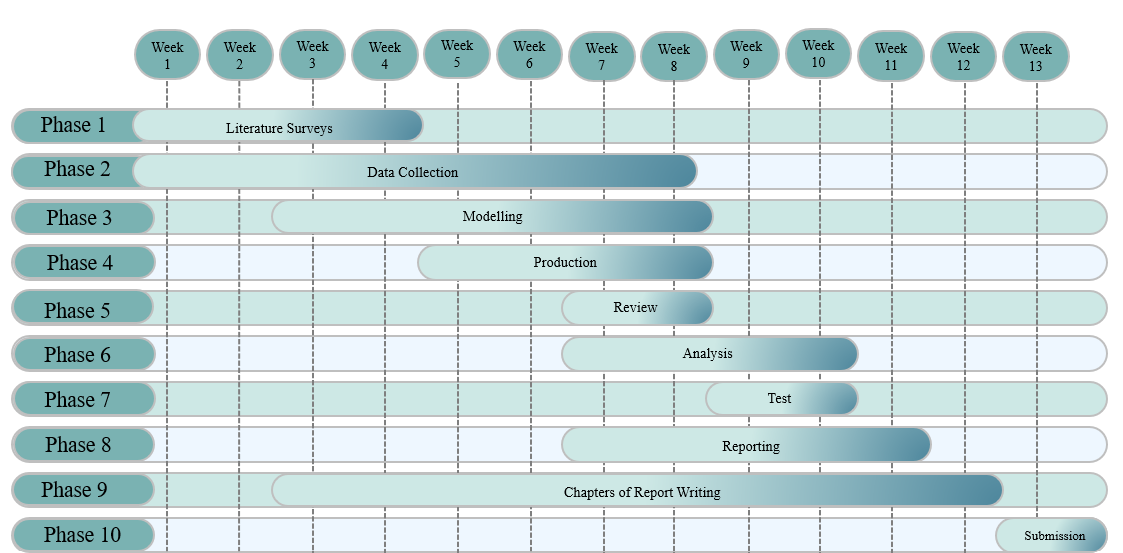 Week
1
Week
2
Week
3
Week
4
Week
5
Week
6
Week
7
Week
8
Week
9
Week
10
Week
11
Week
12
Week
13
Phase 1
Literature Surveys
Phase 2
Data Collection
Phase 3
Modelling
Phase 4
Production
Phase 5
Review
Phase 6
Analysis
Phase 7
Test
Phase 8
Reporting
Phase 9
Chapters of Report Writing
Phase 10
Submission